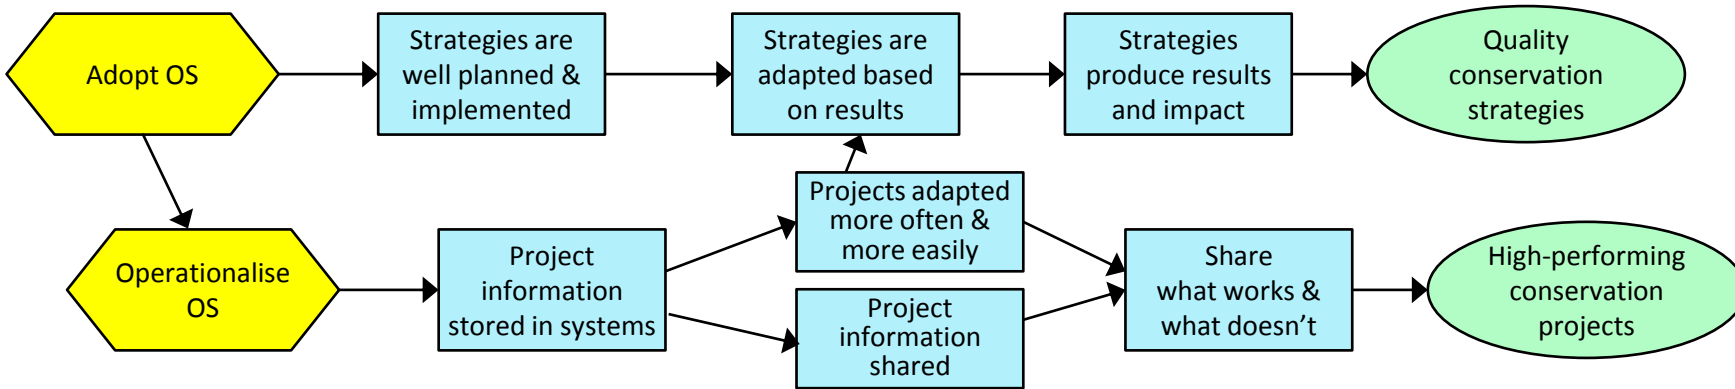 Adopt OS
Strategies are
well planned &
implemented
Strategies are
adapted based
on results
Strategies
produce results
and impact
Quality
conservation
strategies
Operationalise
OS
Project
information
stored in systems
Projects adapted
more often &
more easily
Project
information
shared
Share
what works &
what doesn’t
High-performing
conservation
projects